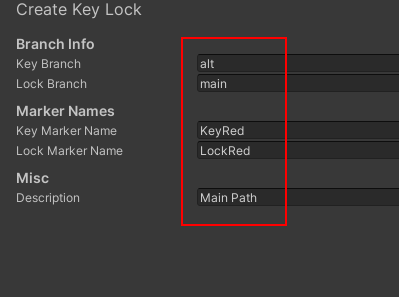 Create Key Lock
Branch Info
Key Branch alt
Lock Branch main
Marker Names
Key Marker Name KeyRed
Lock Marker Name LockRed
Misc
Description Main Path